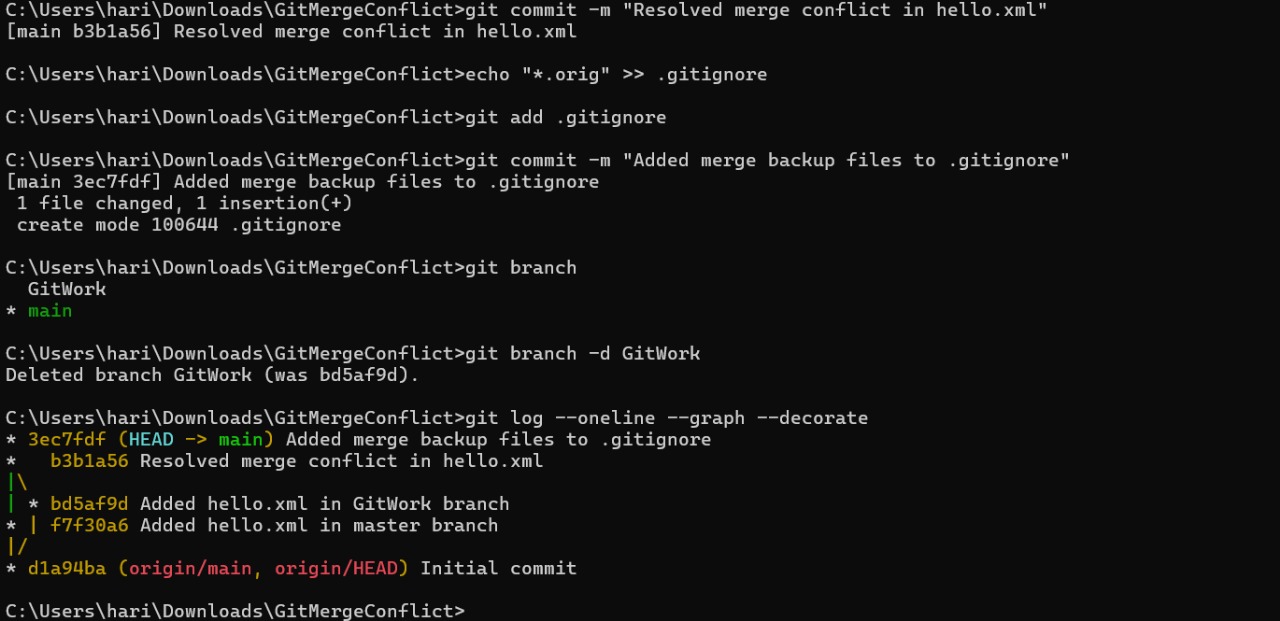 C:\Users\hari\Downloads\GitMergeConflict>git commit -m "Resolved merge conflict in hello.xml"
[main b3b1a56] Resolved merge conflict in hello.xml
C:\Users\hari\Downloads\GitMergeConflict>echo "*.orig" >> .gitignore
C:\Users\hari\Downloads\GitMergeConflict>git add .gitignore
C:\Users\hari\Downloads\GitMergeConflict>git commit -m "Added merge backup files to .gitignore"
[main 3ec7fdf] Added merge backup files to .gitignore
 1 file changed, 1 insertion(+)
 create mode 100644 .gitignore
C:\Users\hari\Downloads\GitMergeConflict>git branch
  GitWork
* main
C:\Users\hari\Downloads\GitMergeConflict>git branch -d GitWork
Deleted branch GitWork (was bd5af9d).
C:\Users\hari\Downloads\GitMergeConflict>git log --oneline --graph --decorate
* 3ec7fdf (HEAD -> main) Added merge backup files to .gitignore
*   b3b1a56 Resolved merge conflict in hello.xml
|\
| * bd5af9d Added hello.xml in GitWork branch
* | f7f30a6 Added hello.xml in master branch
|/
* d1a94ba (origin/main, origin/HEAD) Initial commit
C:\Users\hari\Downloads\GitMergeConflict>